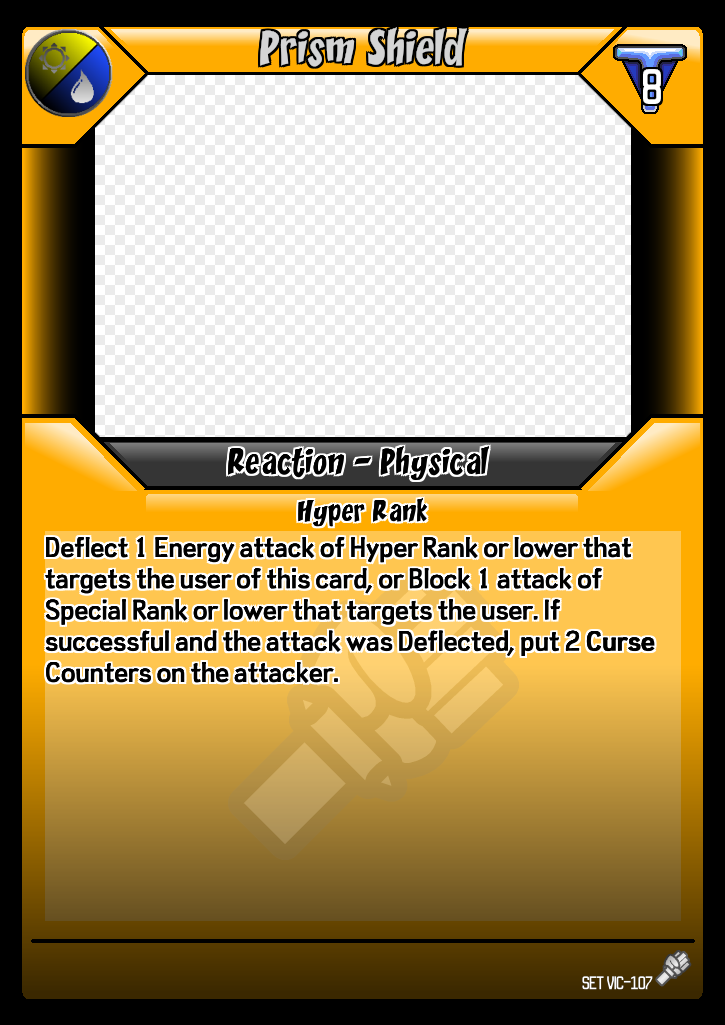 Prism Shield
8
Reaction - Physical
Hyper Rank
Deflect 1 Energy attack of Hyper Rank or lower that
targets the user of this card, or Block 1 attack of
Special Rank or lower that targets the user. If
successful and the attack was Deflected, put 2 Curse
Counters on the attacker.
SET VIC-107